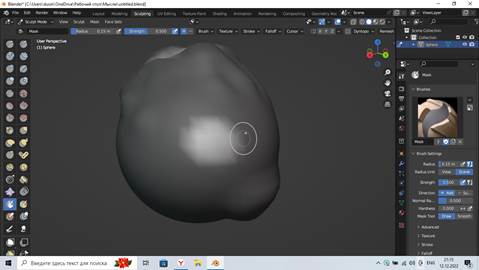 Blender* [C:\Users\dusni\OneDrive\Рабочий стол\Мысли\untitled.blend]
File Edit Render Window Help Layout Modeling Sculpting UV Editing Texture Paint Shading Animation Rendering Compositing Scene ViewLayer
Sculpt Mode View Sculpt Mask Face Sets
Mask Radius 0.15 m Strength 0.500 Brush Texture Stroke Falloff Cursor X Y Z Dyntopo Remesh
User Perspective
(1) Sphere
Scene Collection
Collection
Sphere
Mask
Brushes
Mask
Brush Settings
Radius 0.15 m
Radius Unit View Scene
Strength 0.500
Direction Add Su..
Normal Ra.. 0.500
Hardness 0.000
Mask Tool Draw Smooth
Advanced
Texture
Stroke
Falloff
Введите здесь текст для поиска
ENG
21:15
12.12.2022